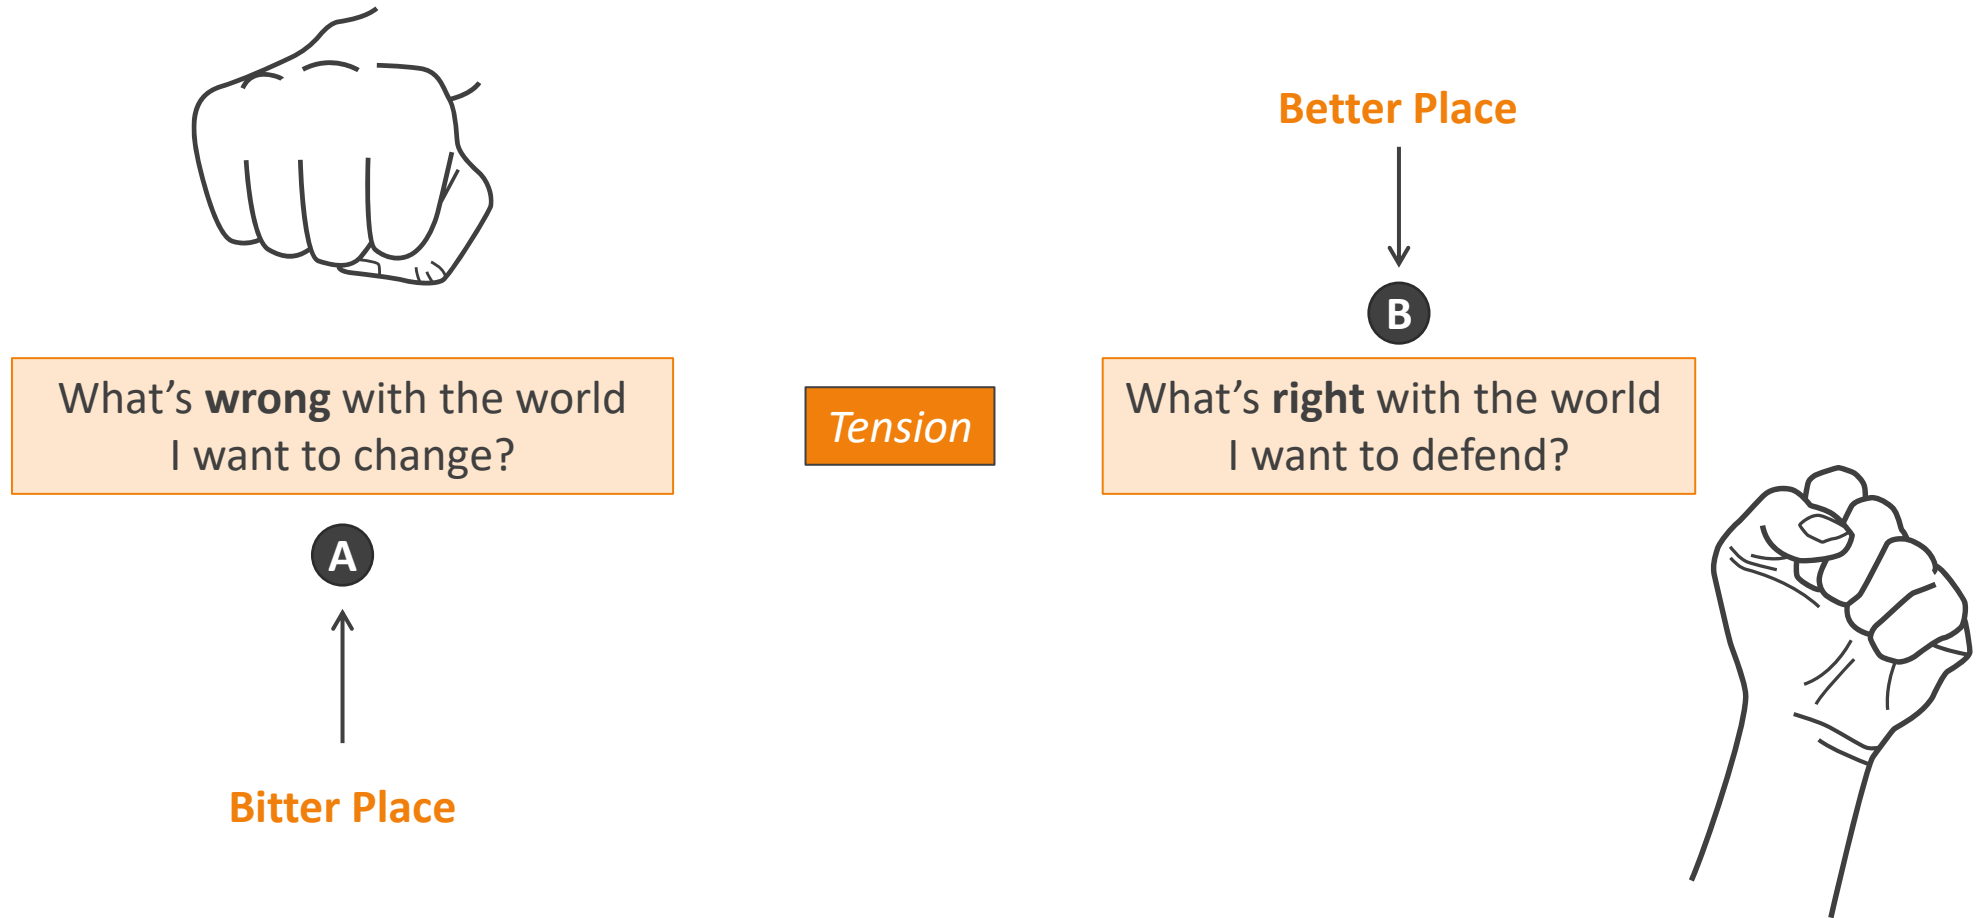 Better Place
B
What's wrong with the world
I want to change?
Tension
What's right with the world
I want to defend?
A
Bitter Place